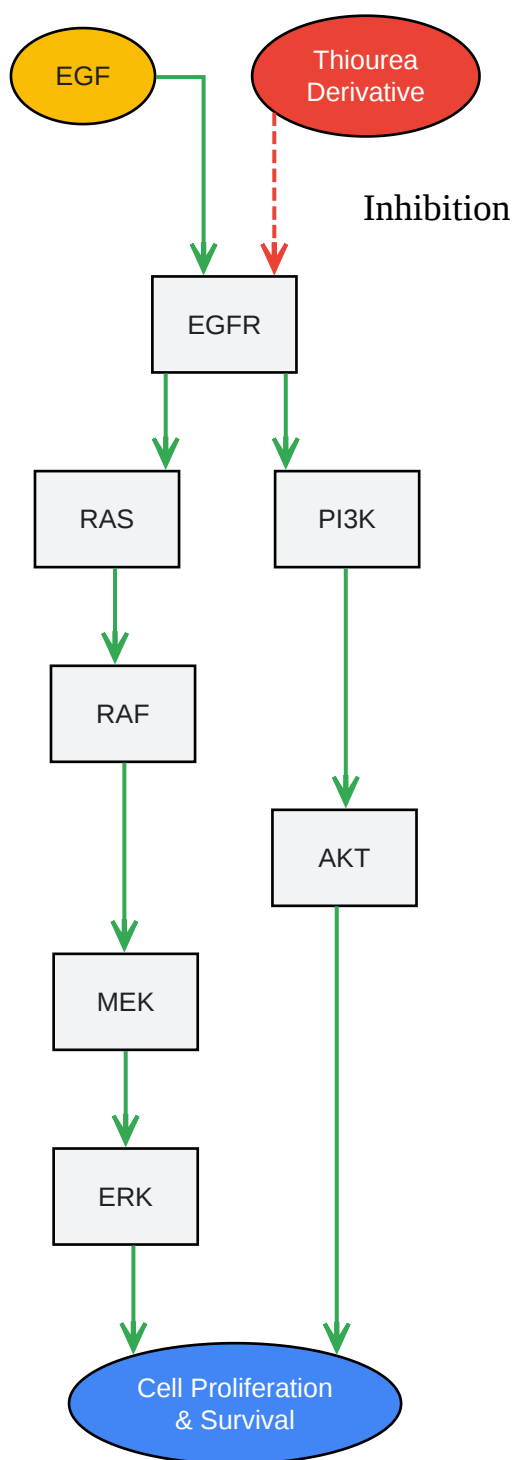 EGF
Thiourea
Derivative
Inhibition
EGFR
RAS
PI3K
RAF
AKT
MEK
ERK
Cell Proliferation
& Survival